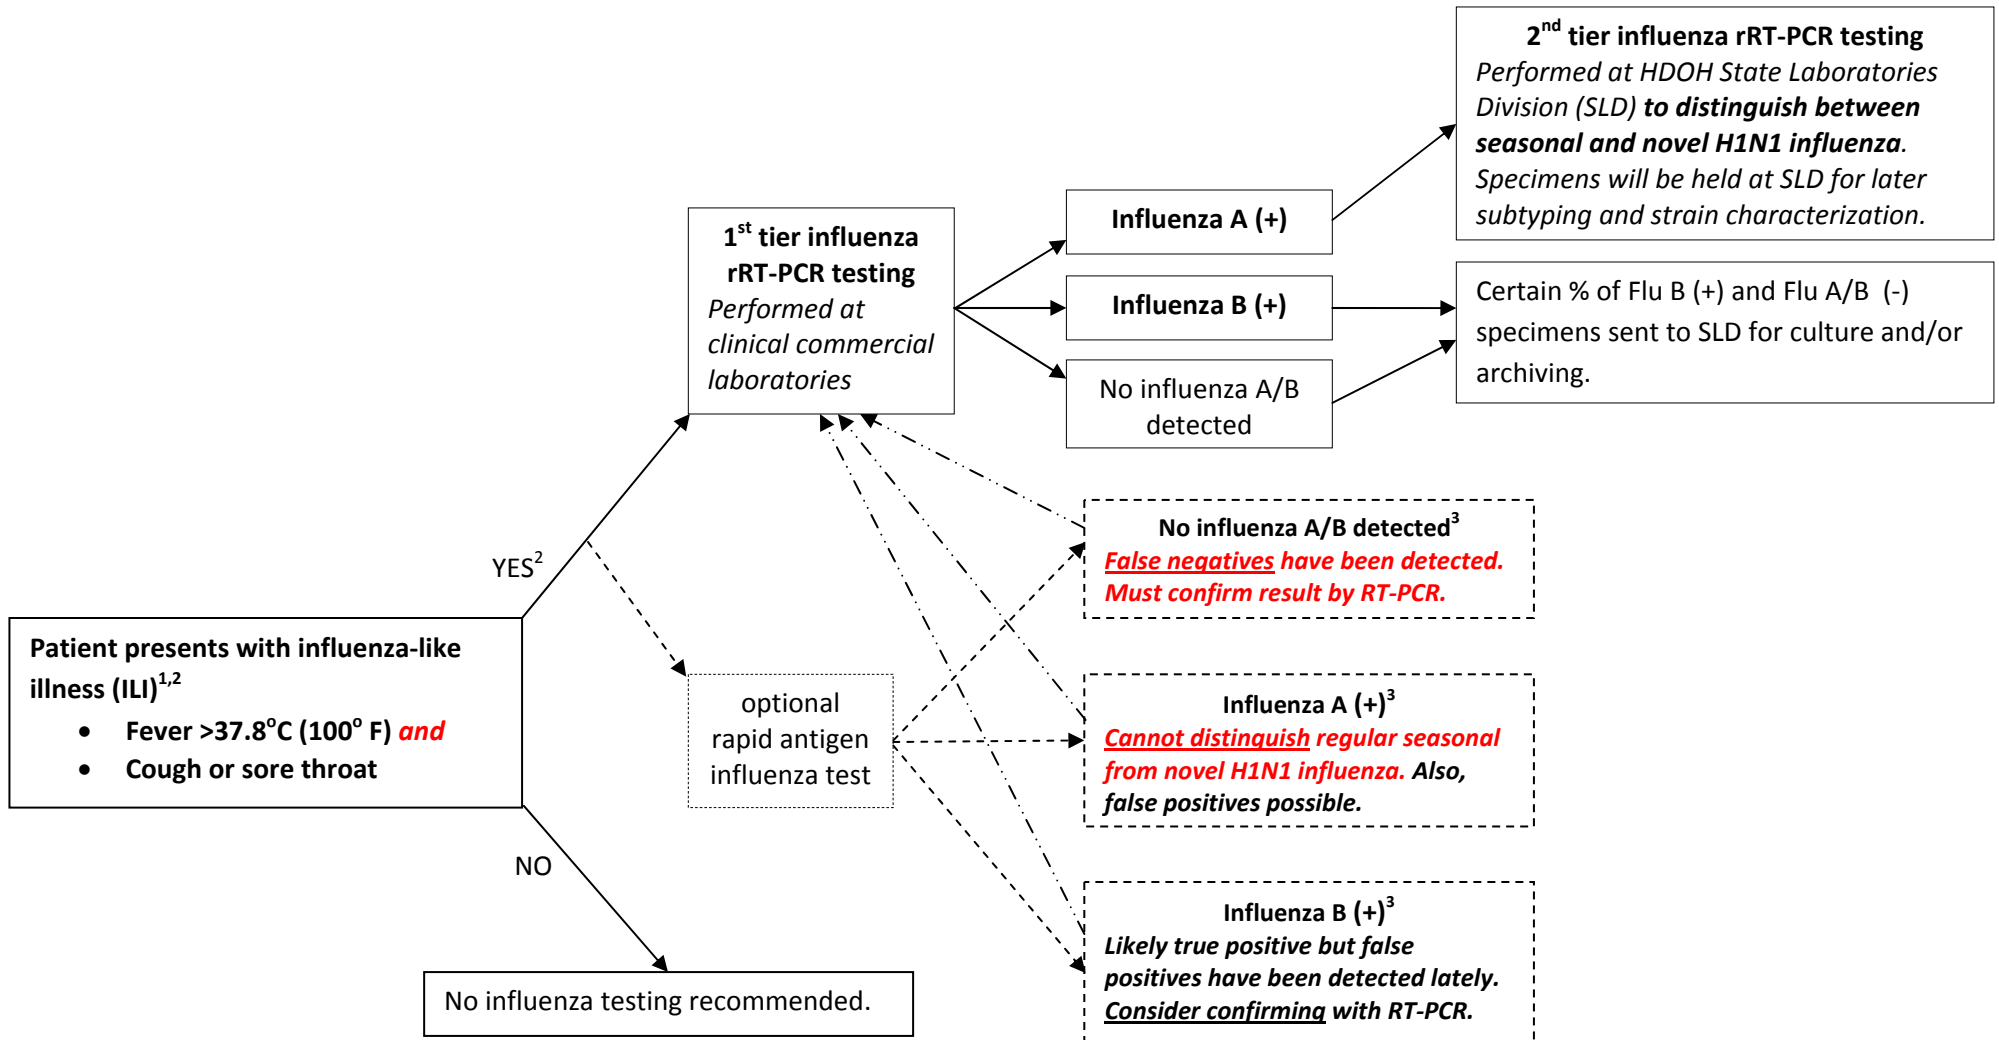 2nd tier influenza rRT-PCR testing
Performed at HDOH State Laboratories
Division (SLD) to distinguish between
seasonal and novel H1N1 influenza.
Specimens will be held at SLD for later
subtyping and strain characterization.
1st tier influenza
rRT-PCR testing
Performed at
clinical commercial
laboratories
Influenza A (+)
Influenza B (+)
No influenza A/B
detected
Certain % of Flu B (+) and Flu A/B (-)
specimens sent to SLD for culture and/or
archiving.
No influenza A/B detected3
False negatives have been detected.
Must confirm result by RT-PCR.
YES2
Patient presents with influenza-like
illness (ILI)1,2
• Fever >37.8oC (100o F) and
• Cough or sore throat
optional
rapid antigen
influenza test
Influenza A (+)3
Cannot distinguish regular seasonal
from novel H1N1 influenza. Also,
false positives possible.
NO
Influenza B (+)3
Likely true positive but false
positives have been detected lately.
Consider confirming with RT-PCR.
No influenza testing recommended.